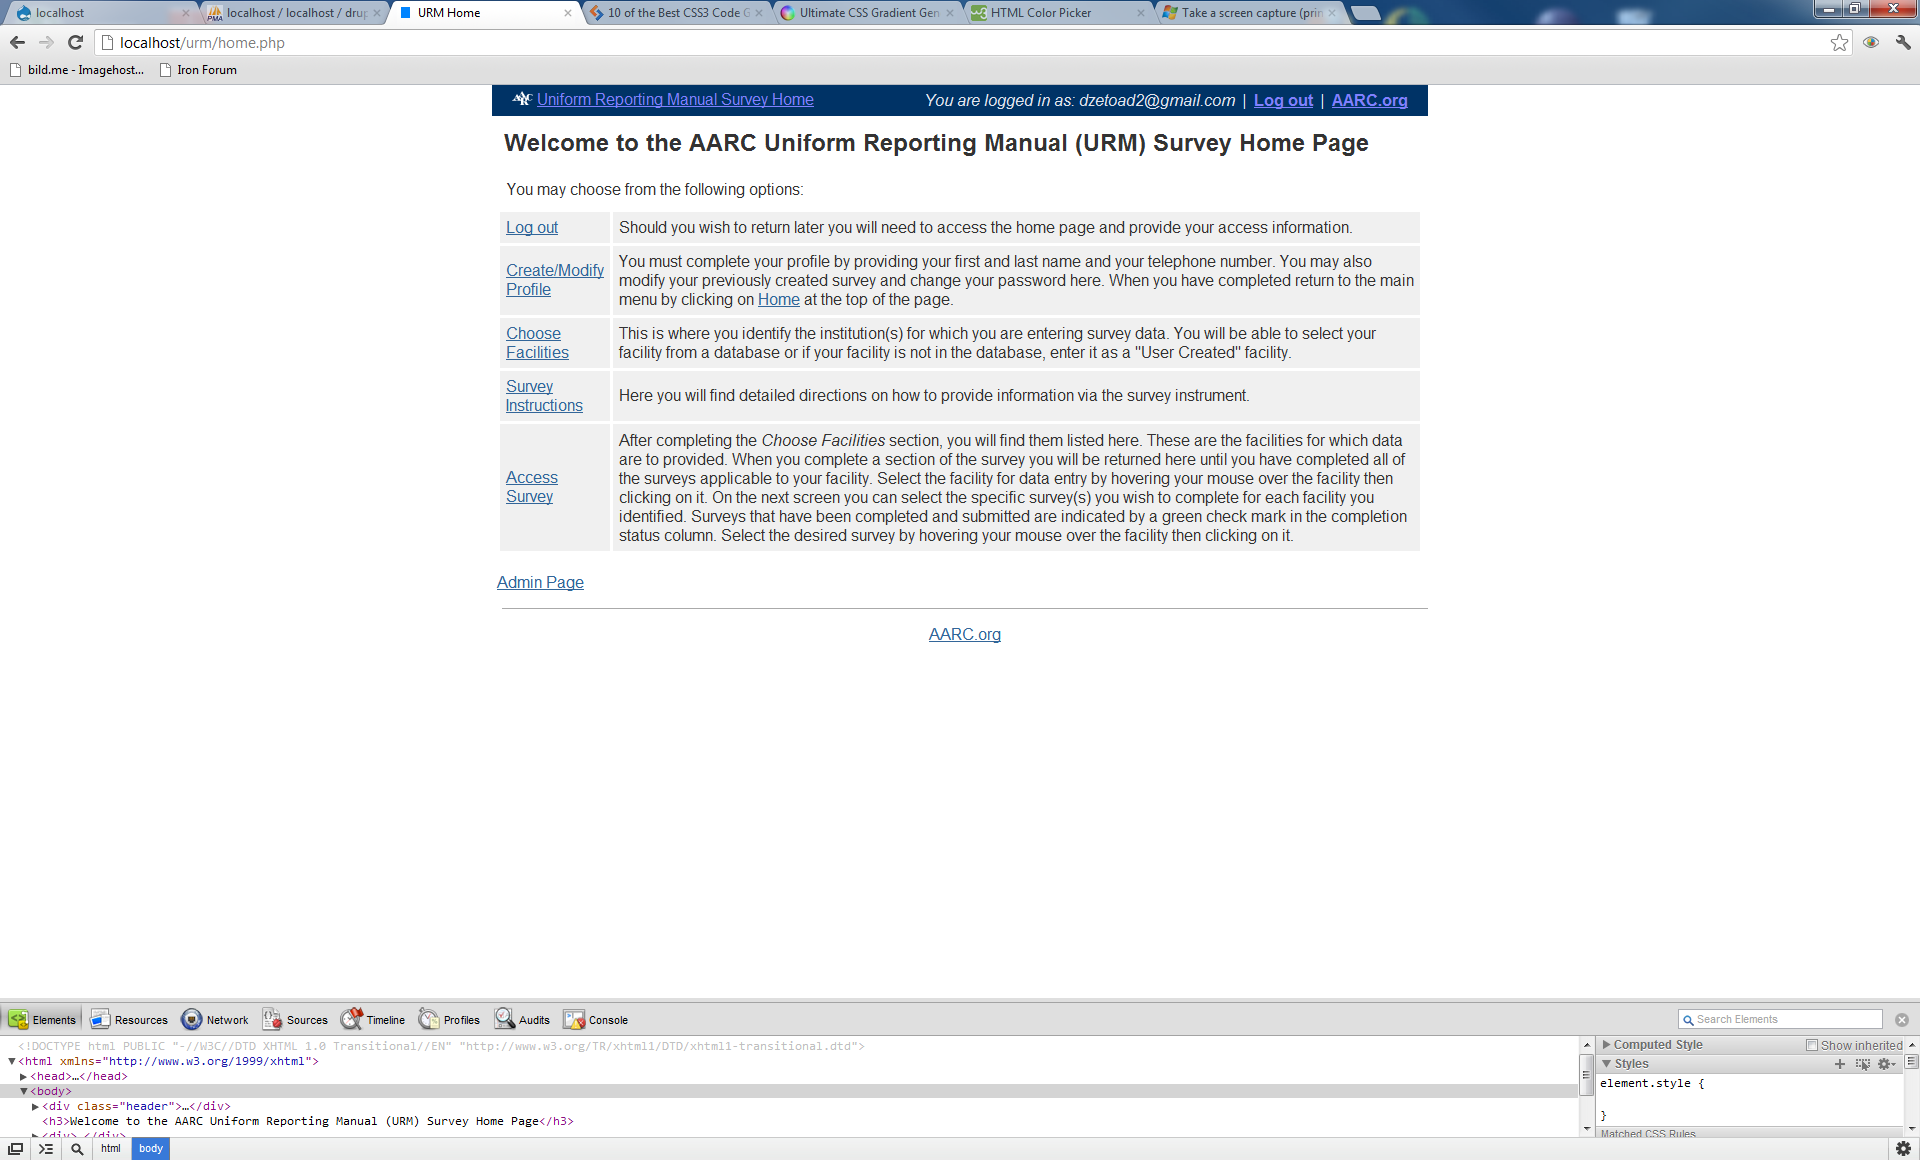 localhost
localhost / localhost / drup
URM Home
10 of the Best CSS3 Code G
Ultimate CSS Gradient Gen
HTML Color Picker
Take a screen capture (prin
localhost/urm/home.php
bild.me - Imagehost...
Iron Forum
AARC Uniform Reporting Manual Survey Home
You are logged in as: dzetoad2@gmail.com | Log out | AARC.org
Welcome to the AARC Uniform Reporting Manual (URM) Survey Home Page
You may choose from the following options:
Log out
Should you wish to return later you will need to access the home page and provide your access information.
Create/Modify
Profile
You must complete your profile by providing your first and last name and your telephone number. You may also
modify your previously created survey and change your password here. When you have completed return to the main
menu by clicking on Home at the top of the page.
Choose
Facilities
This is where you identify the institution(s) for which you are entering survey data. You will be able to select your
facility from a database or if your facility is not in the database, enter it as a "User Created" facility.
Survey
Instructions
Here you will find detailed directions on how to provide information via the survey instrument.
Access
Survey
After completing the Choose Facilities section, you will find them listed here. These are the facilities for which data
are to provided. When you complete a section of the survey you will be returned here until you have completed all of
the surveys applicable to your facility. Select the facility for data entry by hovering your mouse over the facility then
clicking on it. On the next screen you can select the specific survey(s) you wish to complete for each facility you
identified. Surveys that have been completed and submitted are indicated by a green check mark in the completion
status column. Select the desired survey by hovering your mouse over the facility then clicking on it.
Admin Page
AARC.org
Elements
Resources
Network
Sources
Timeline
Profiles
Audits
Console
Search Elements
<!DOCTYPE html PUBLIC "-//W3C//DTD XHTML 1.0 Transitional//EN" "http://www.w3.org/TR/xhtml1/DTD/xhtml1-transitional.dtd">
<html xmlns="http://www.w3.org/1999/xhtml">
<head>…</head>
<body>
<div class="header">…</div>
<h3>Welcome to the AARC Uniform Reporting Manual (URM) Survey Home Page</h3>
<div>…</div>
Computed Style
Show inherited
Styles
element.style {
}
Matched CSS Rules
html
body